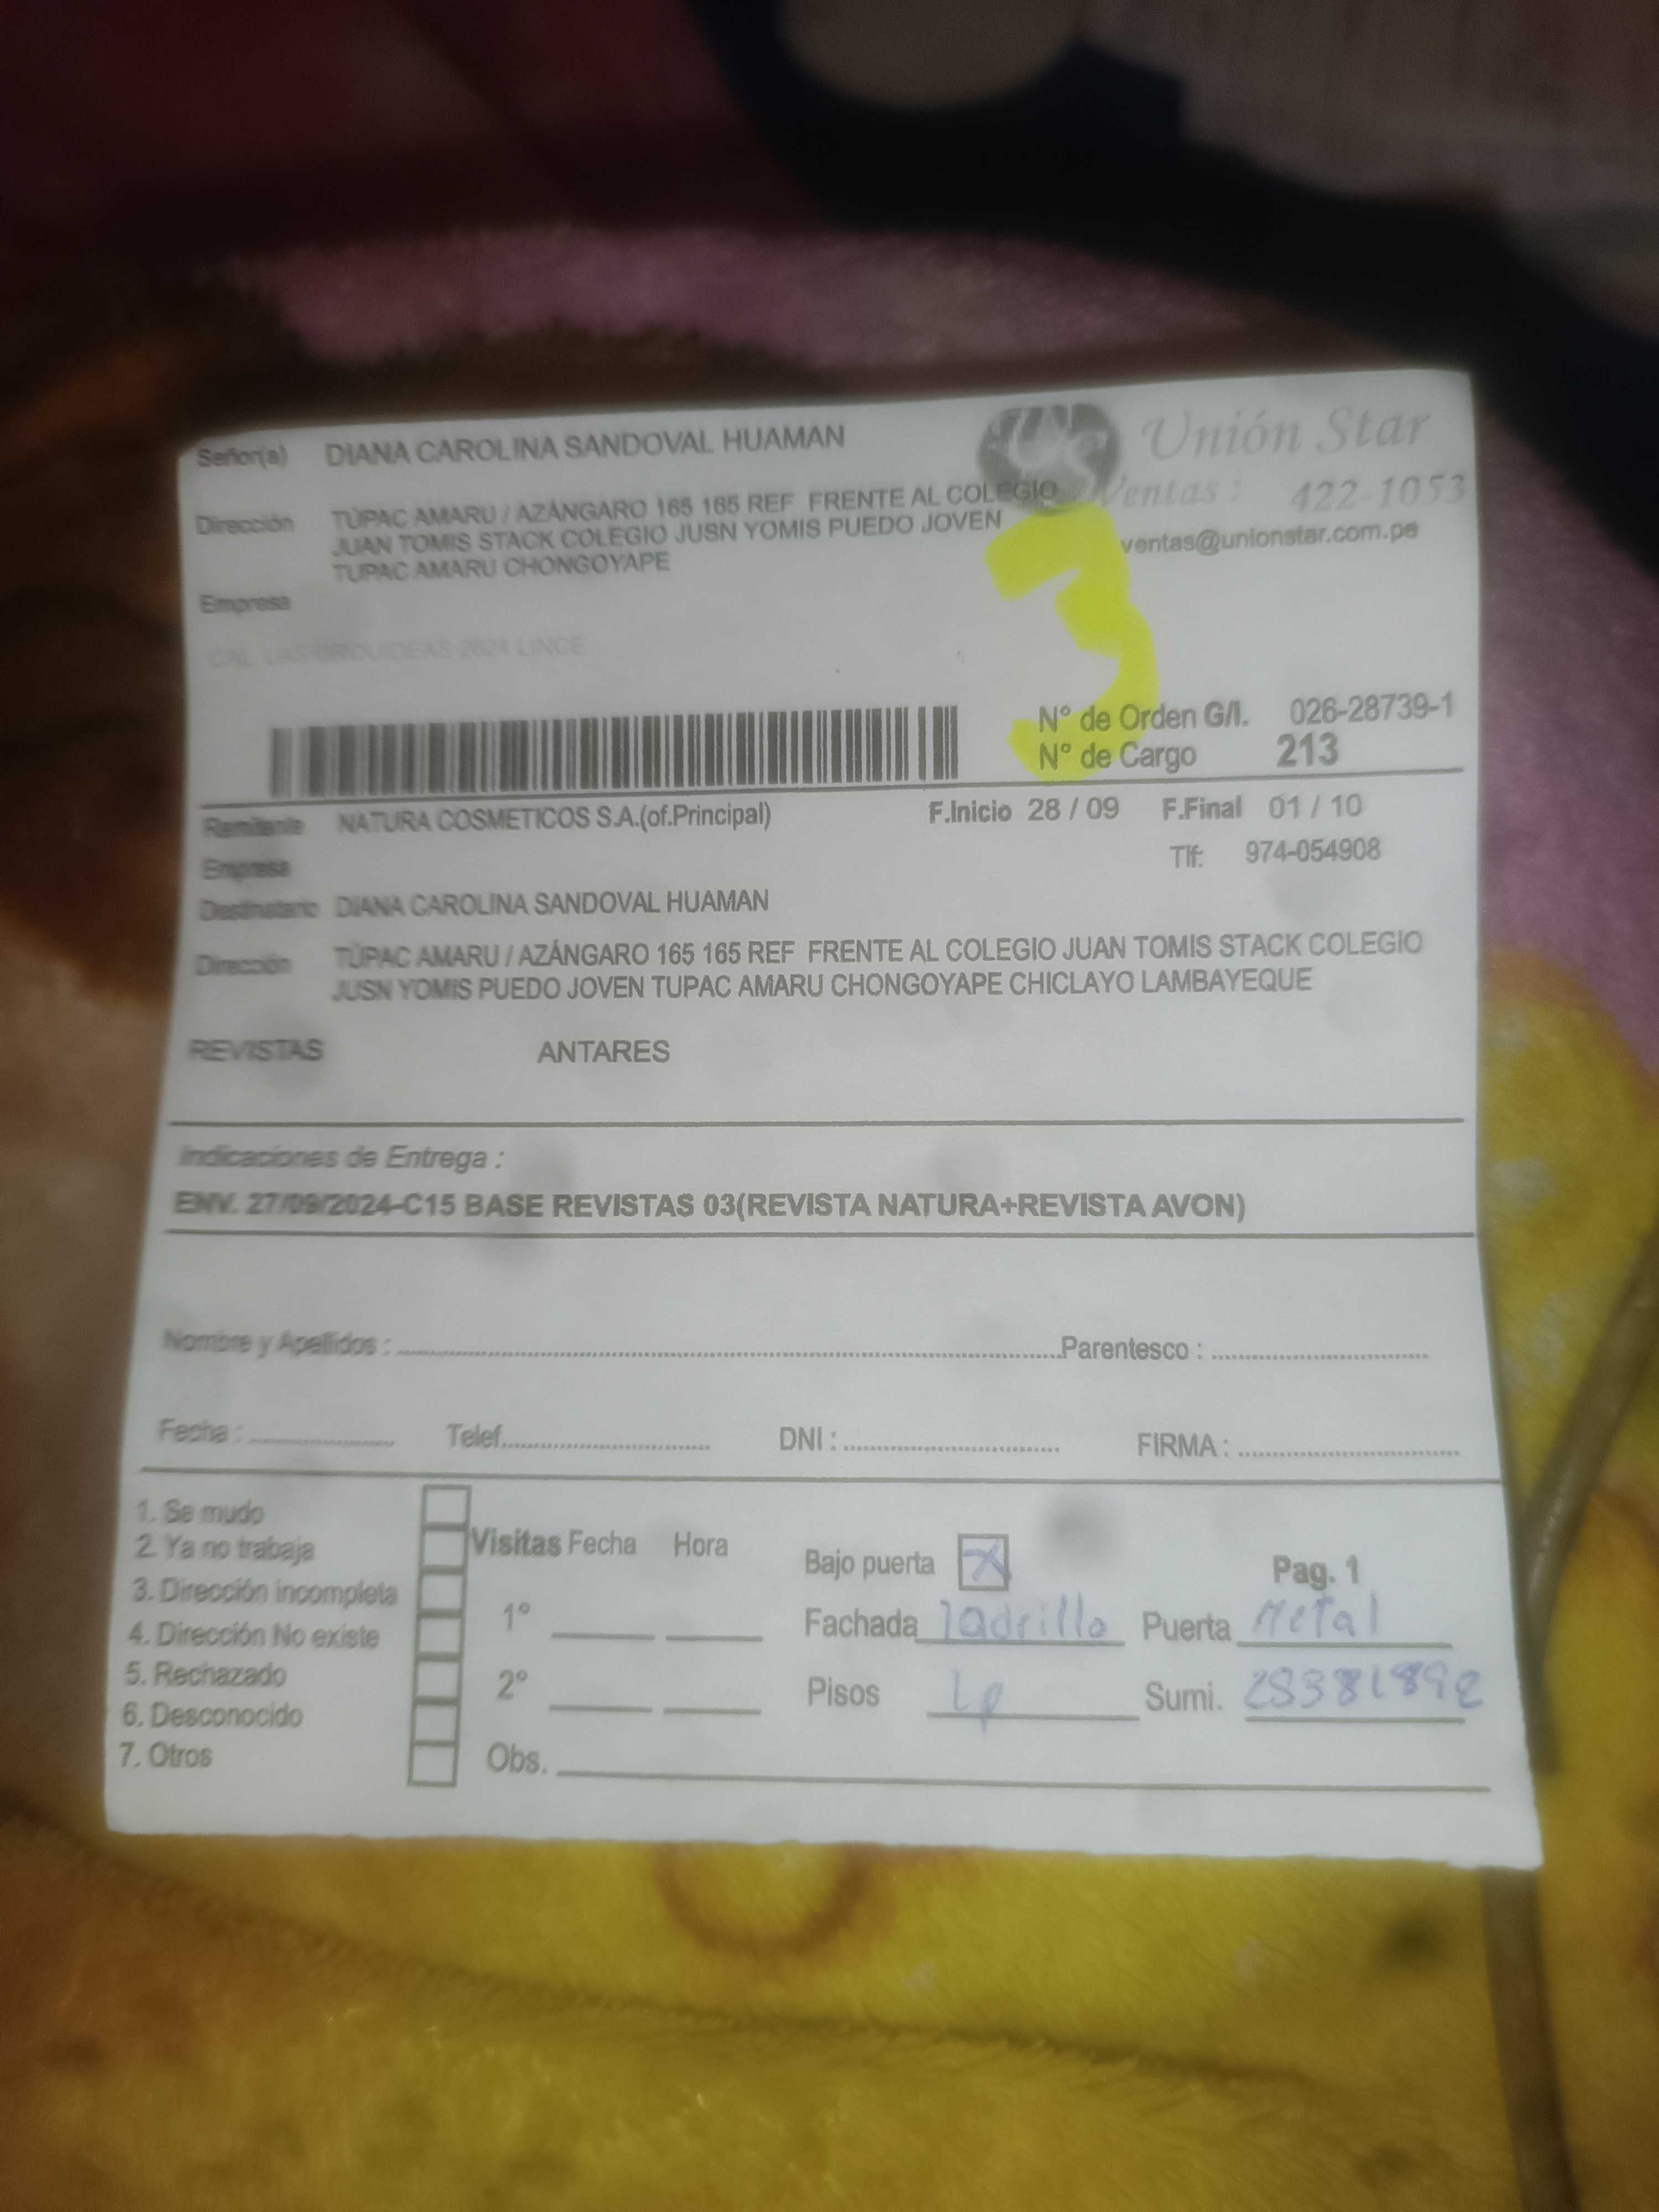 Señor(a) DIANA CAROLINA SANDOVAL HUAMAN
Unión Star
Ventas : 422-1053
ventas@unionstar.com.pe
Dirección TÚPAC AMARU / AZÁNGARO 165 165 REF FRENTE AL COLEGIO
JUAN TOMIS STACK COLEGIO JUSN YOMIS PUEDO JOVEN
TUPAC AMARU CHONGOYAPE
Empresa
CAL. LAS ORQUIDEAS 2624 LINCE
3
N° de Orden G/I. 026-28739-1
N° de Cargo 213
Remitente NATURA COSMETICOS S.A.(of.Principal) F.Inicio 28 / 09 F.Final 01 / 10
Empresa Tlf: 974-054908
Destinatario DIANA CAROLINA SANDOVAL HUAMAN
Dirección TÚPAC AMARU / AZÁNGARO 165 165 REF FRENTE AL COLEGIO JUAN TOMIS STACK COLEGIO
JUSN YOMIS PUEDO JOVEN TUPAC AMARU CHONGOYAPE CHICLAYO LAMBAYEQUE
REVISTAS ANTARES
Indicaciones de Entrega :
ENV. 27/09/2024-C15 BASE REVISTAS 03(REVISTA NATURA+REVISTA AVON)
Nombre y Apellidos : Parentesco :
Fecha : Telef. DNI : FIRMA :
1. Se mudo
2. Ya no trabaja
3. Dirección incompleta
4. Dirección No existe
5. Rechazado
6. Desconocido
7. Otros
Visitas Fecha Hora
1°
2°
Obs.
Bajo puerta X Pag. 1
Fachada ladrillo Puerta Metal
Pisos 1p Sumi.